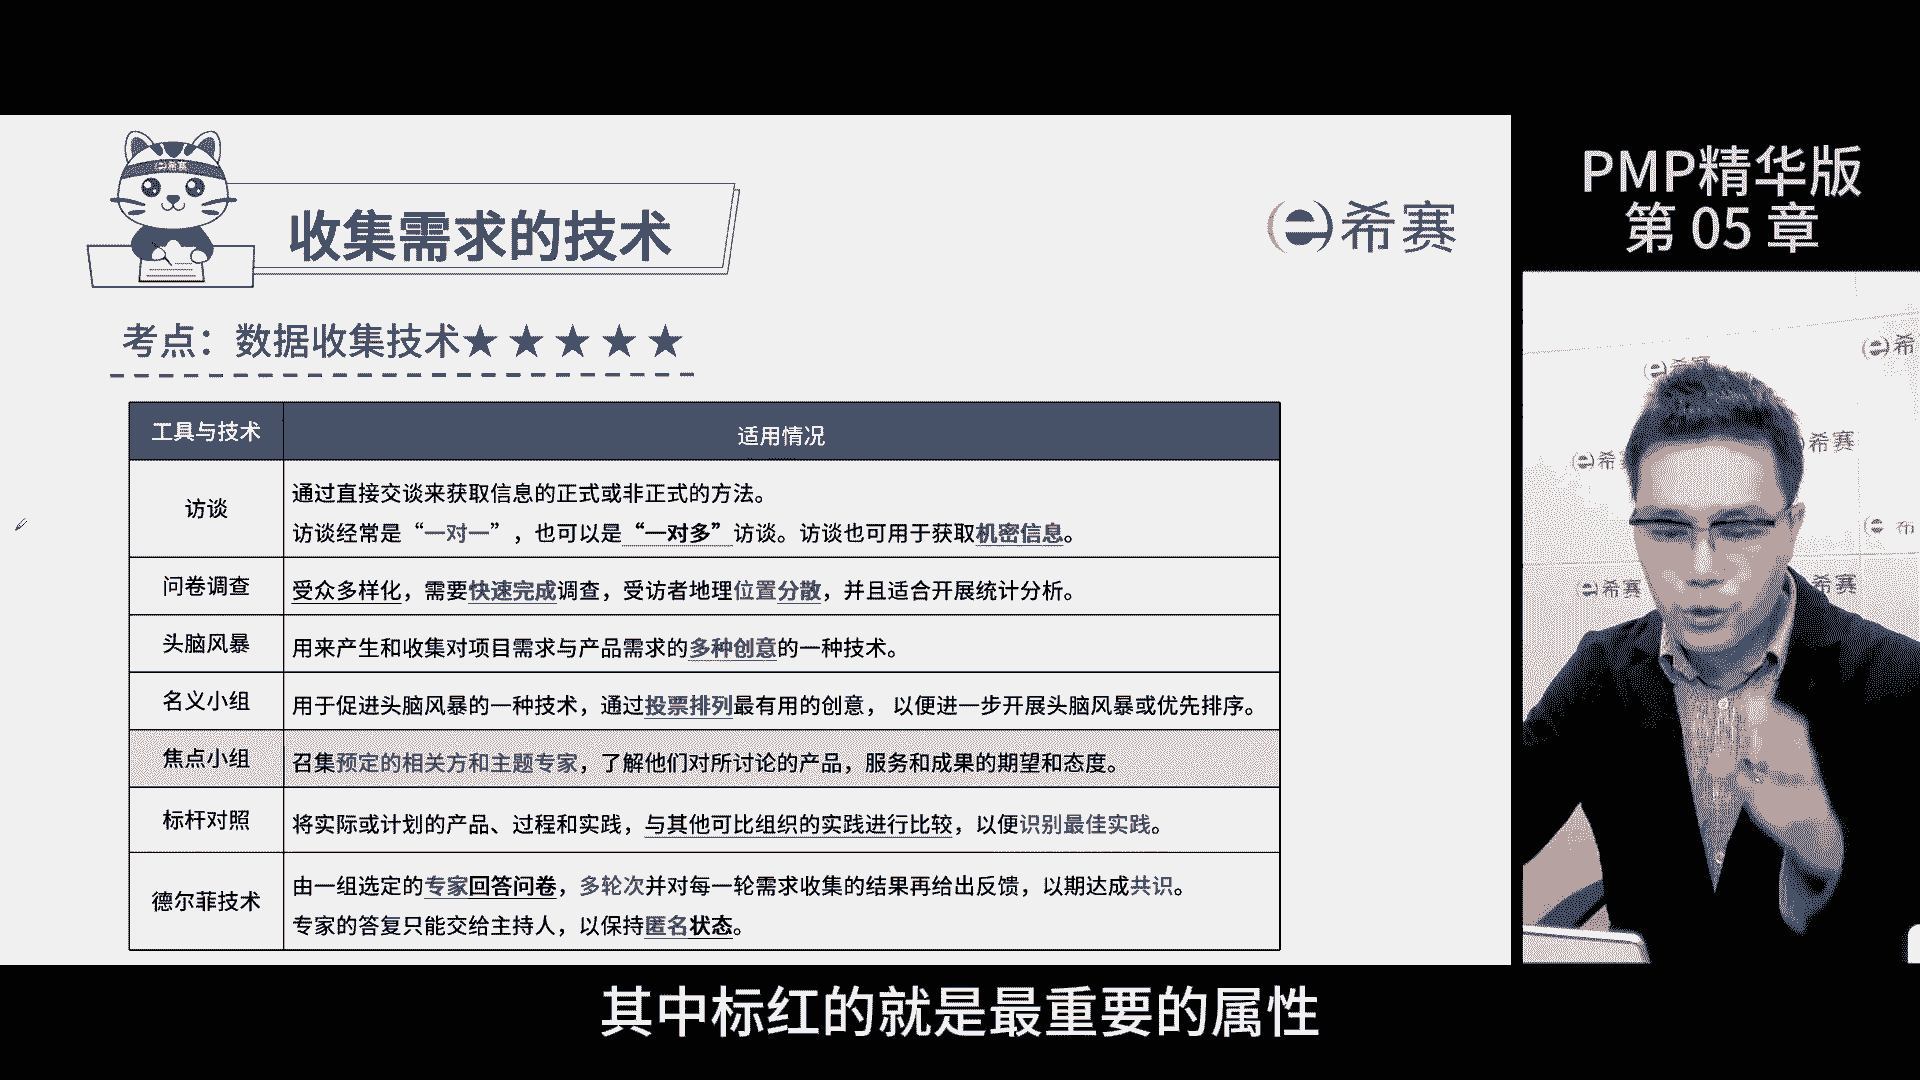 PMP精华版
第 05 章
希赛
收集需求的技术
希赛
考点：数据收集技术★★★★★
工具与技术
适用情况
访谈
通过直接交谈来获取信息的正式或非正式的方法。
访谈经常是“一对一”，也可以是“一对多”访谈。访谈也可用于获取机密信息。
问卷调查
受众多样化，需要快速完成调查，受访者地理位置分散，并且适合开展统计分析。
头脑风暴
用来产生和收集对项目需求与产品需求的多种创意的一种技术。
名义小组
用于促进头脑风暴的一种技术，通过投票排列最有用的创意， 以便进一步开展头脑风暴或优先排序。
焦点小组
召集预定的相关方和主题专家，了解他们对所讨论的产品，服务和成果的期望和态度。
标杆对照
将实际或计划的产品、过程和实践，与其他可比组织的实践进行比较，以便识别最佳实践。
德尔菲技术
由一组选定的专家回答问卷，多轮次并对每一轮需求收集的结果再给出反馈，以期达成共识。
专家的答复只能交给主持人，以保持匿名状态。
希
希赛
希赛
希
希赛
希赛
其中标红的就是最重要的属性